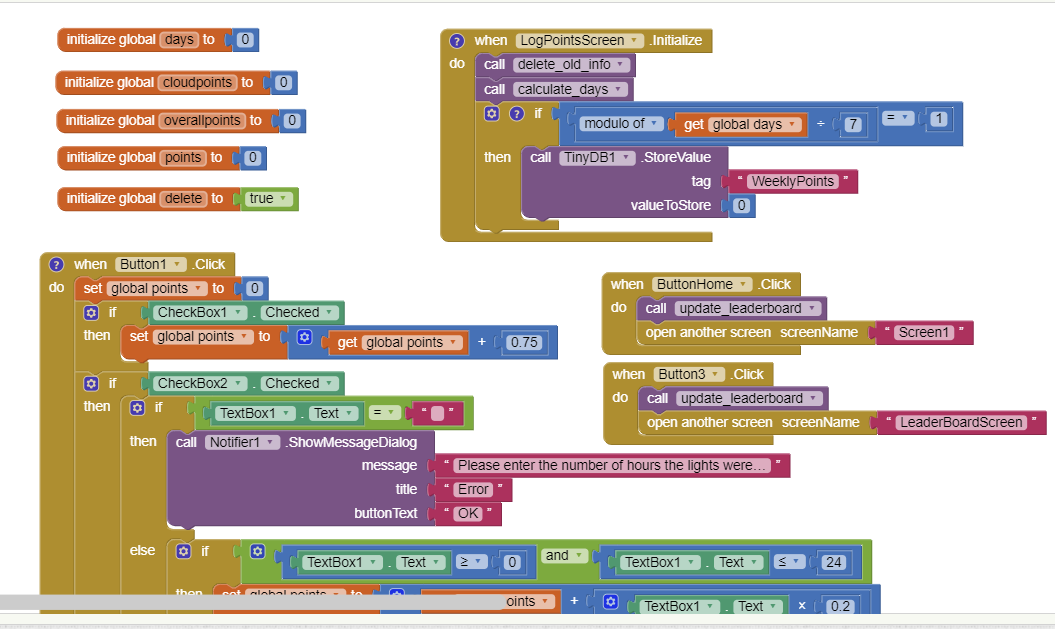 initialize global days to 0
initialize global cloudpoints to 0
initialize global overallpoints to 0
initialize global points to 0
initialize global delete to true
? when LogPointsScreen .Initialize
do call delete_old_info
call calculate_days
? if modulo of get global days ÷ 7 = 1
then call TinyDB1 .StoreValue
tag " WeeklyPoints "
valueToStore 0
? when Button1 .Click
do set global points to 0
if CheckBox1 . Checked
then set global points to get global points + 0.75
if CheckBox2 . Checked
then if TextBox1 . Text = " "
then call Notifier1 .ShowMessageDialog
message " Please enter the number of hours the lights were... "
title " Error "
buttonText " OK "
else if TextBox1 . Text ≥ 0 and TextBox1 . Text ≤ 24
then set global points to oints + TextBox1 . Text × 0.2
when ButtonHome .Click
do call update_leaderboard
open another screen screenName " Screen1 "
when Button3 .Click
do call update_leaderboard
open another screen screenName " LeaderBoardScreen "